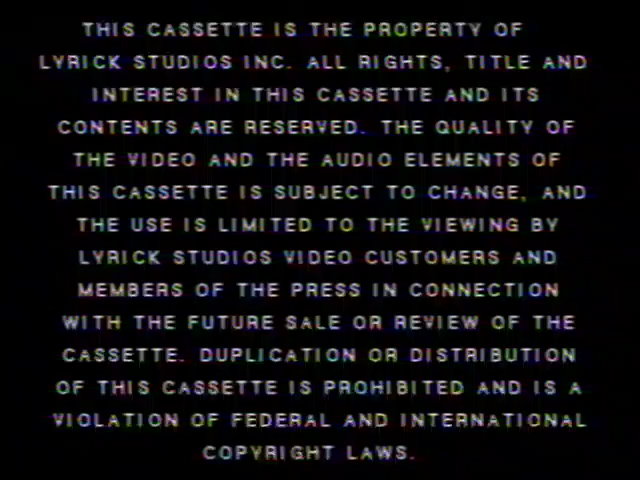 THIS CASSETTE IS THE PROPERTY OF
LYRICK STUDIOS INC. ALL RIGHTS, TITLE AND
INTEREST IN THIS CASSETTE AND ITS
CONTENTS ARE RESERVED. THE QUALITY OF
THE VIDEO AND THE AUDIO ELEMENTS OF
THIS CASSETTE IS SUBJECT TO CHANGE, AND
THE USE IS LIMITED TO THE VIEWING BY
LYRICK STUDIOS VIDEO CUSTOMERS AND
MEMBERS OF THE PRESS IN CONNECTION
WITH THE FUTURE SALE OR REVIEW OF THE
CASSETTE. DUPLICATION OR DISTRIBUTION
OF THIS CASSETTE IS PROHIBITED AND IS A
VIOLATION OF FEDERAL AND INTERNATIONAL
COPYRIGHT LAWS.